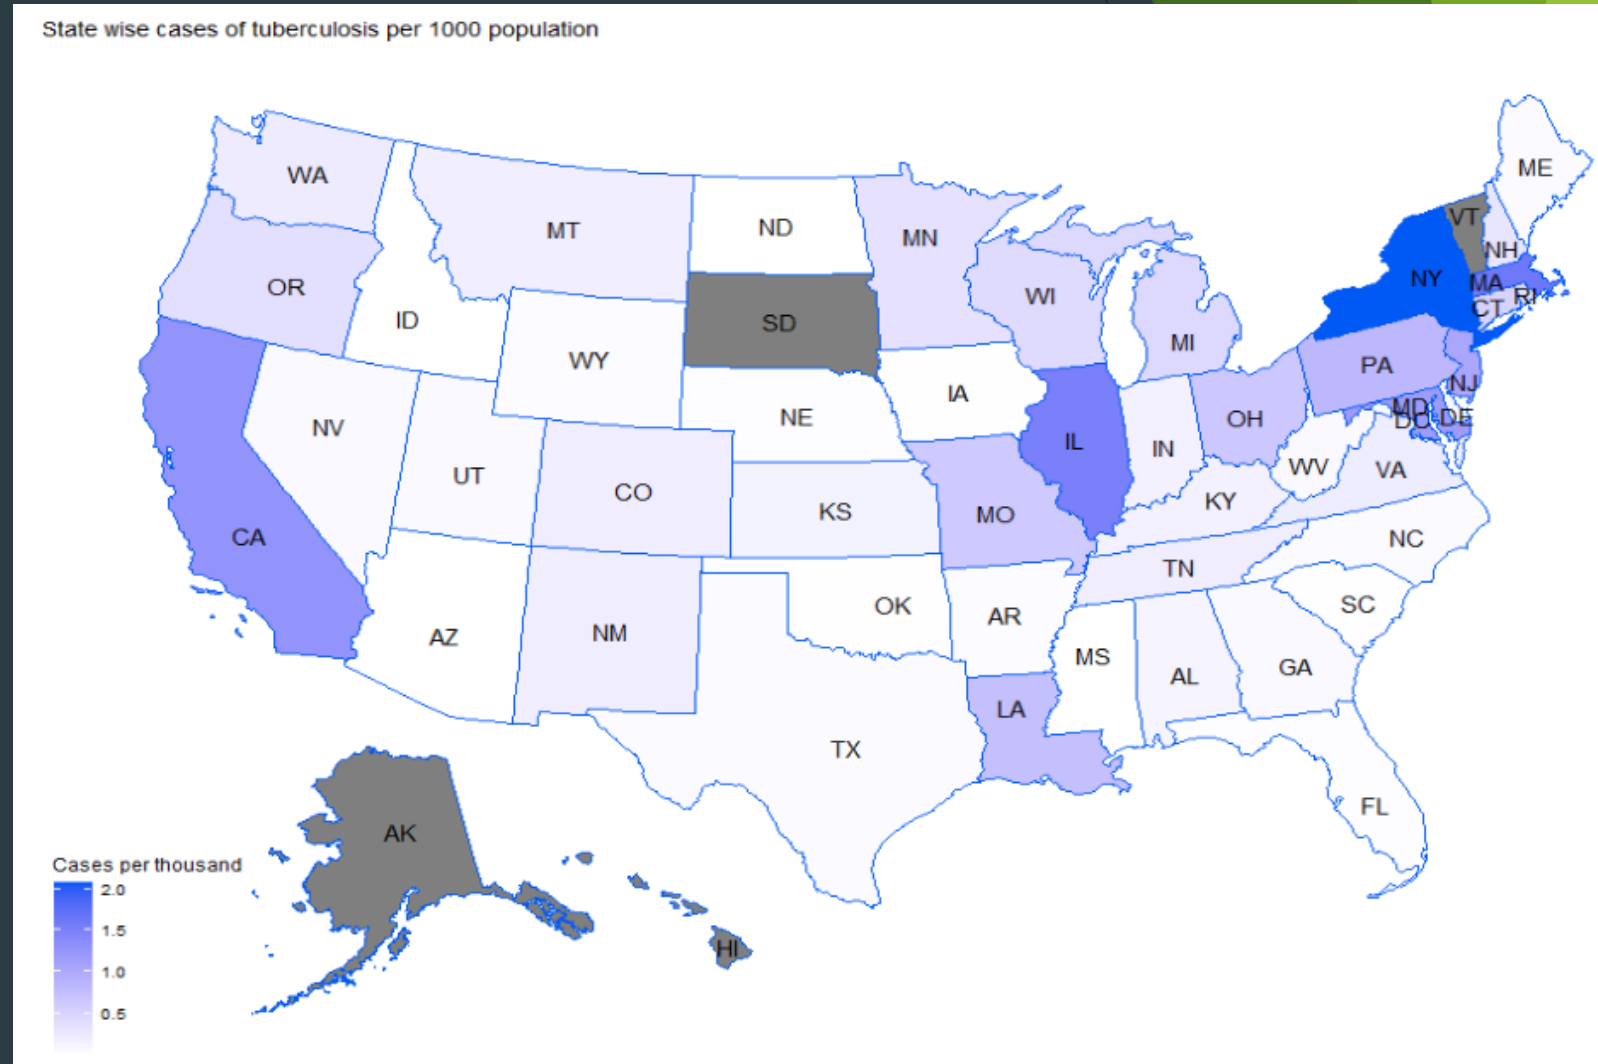 State wise cases of tuberculosis per 1000 population
WA
MT
ND
MN
ME
VT
NH
OR
ID
WY
SD
WI
MI
NY
MA
RI
CT
NV
UT
CO
NE
IA
IL
IN
OH
PA
NJ
MD
DC
DE
CA
KS
MO
KY
WV
VA
AZ
NM
OK
AR
TN
NC
SC
MS
AL
GA
TX
LA
FL
AK
HI
Cases per thousand
2.0
1.5
1.0
0.5